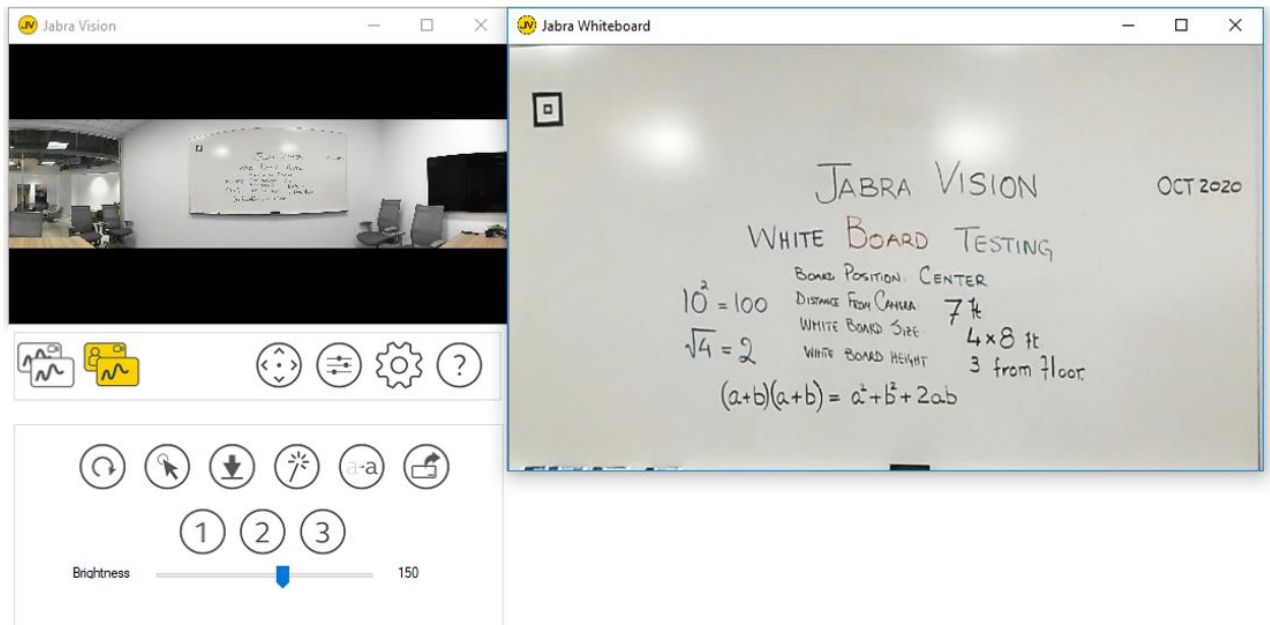 Jabra Vision
Jabra Whiteboard
JABRA VISION
OCT 2020
WHITE BOARD TESTING
BOARD POSITION: CENTER
10² = 100
DISTANCE FROM CAMERA 7 ft
WHITE BOARD SIZE 4 × 8 ft
√4 = 2
WHITE BOARD HEIGHT 3 from floor
(a+b)(a+b) = a²+b²+2ab
?
a→a
1 2 3
Brightness 150